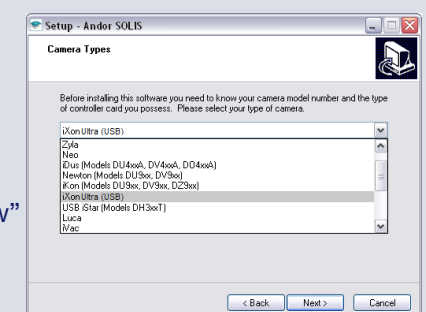 Setup - Andor SOLIS
Camera Types
Before installing this software you need to know your camera model number and the type
of controller card you possess. Please select your type of camera.
iXon Ultra (USB)
Zyla
Neo
iDus (Models DU4xxA, DV4xxA, DO4xxA)
Newton (Models DU9xx, DV9xx)
iKon (Models DU9xx, DV9xx, DZ9xx)
iXon Ultra (USB)
USB iStar (Models DH3xxT)
Luca
iVac
< Back
Next >
Cancel